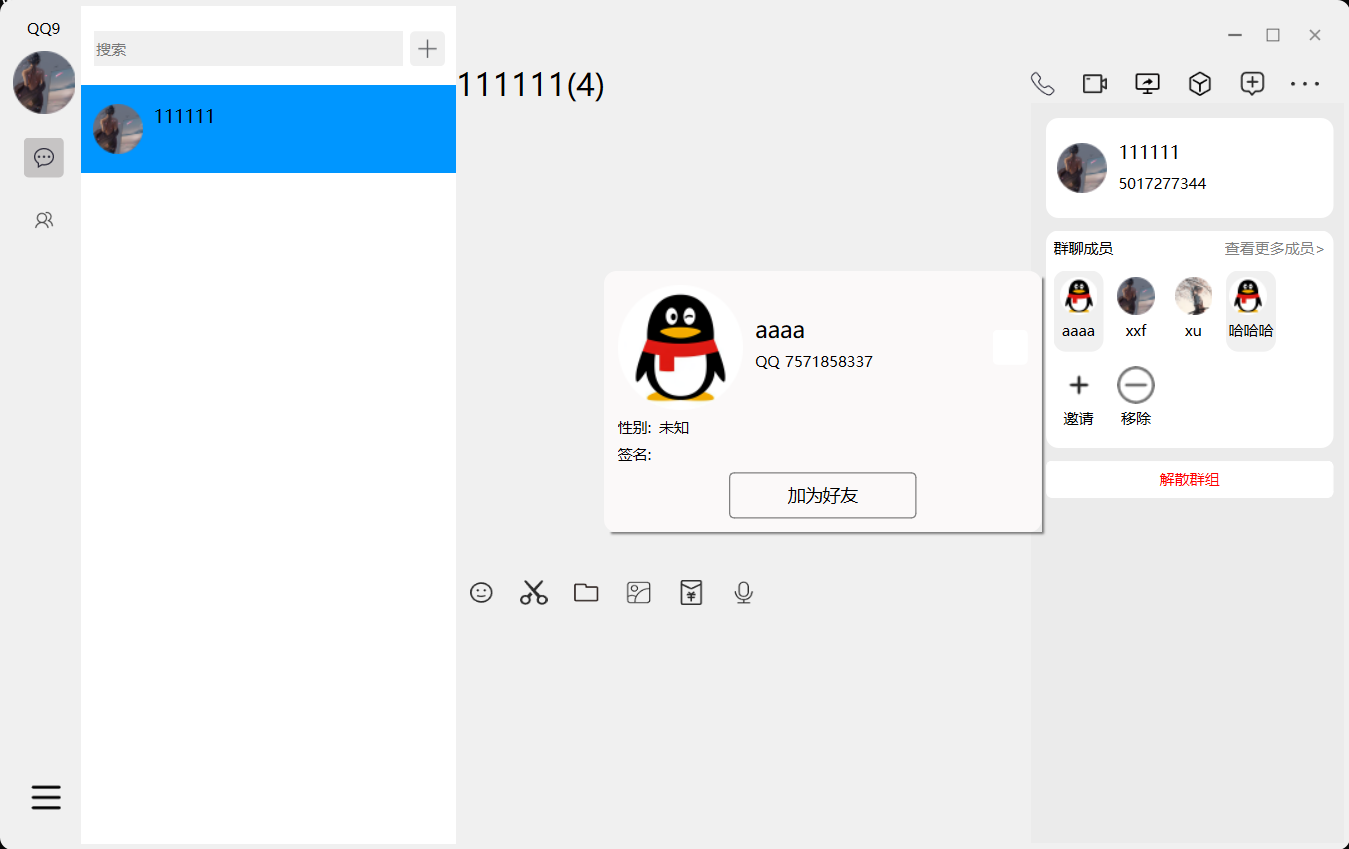 QQ9
搜索
111111
111111(4)
111111
5017277344
群聊成员
查看更多成员>
aaaa
xxf
xu
哈哈哈
邀请
移除
解散群组
aaaa
QQ 7571858337
性别: 未知
签名:
加为好友